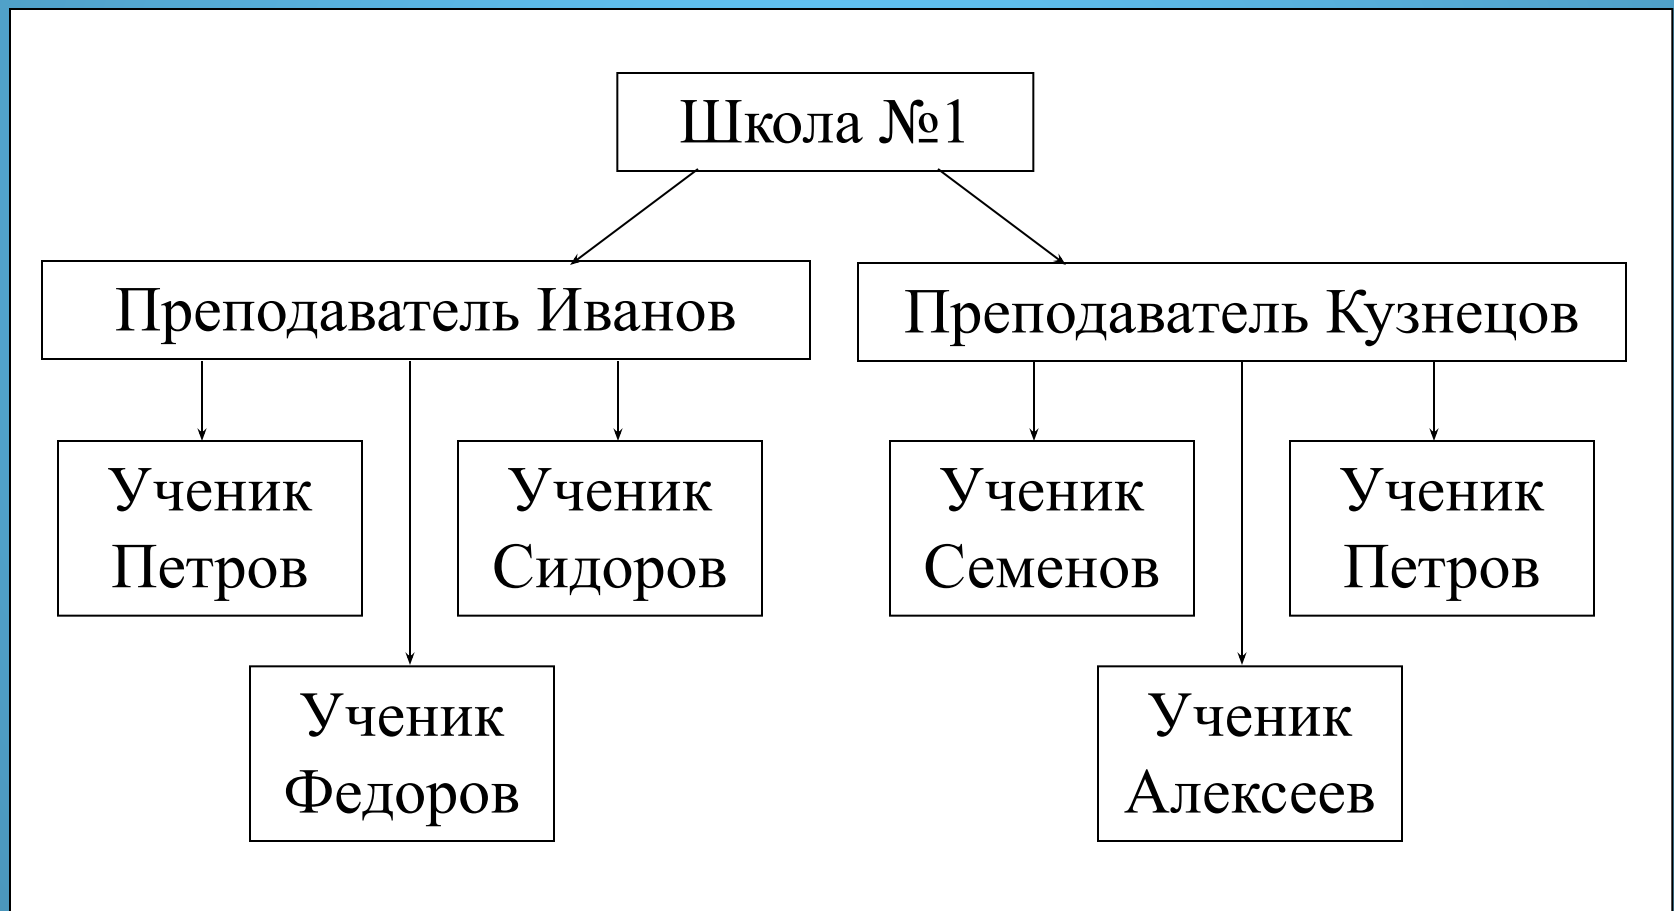 Школа №1
Преподаватель Иванов
Преподаватель Кузнецов
Ученик
Петров
Ученик
Сидоров
Ученик
Семенов
Ученик
Петров
Ученик
Федоров
Ученик
Алексеев